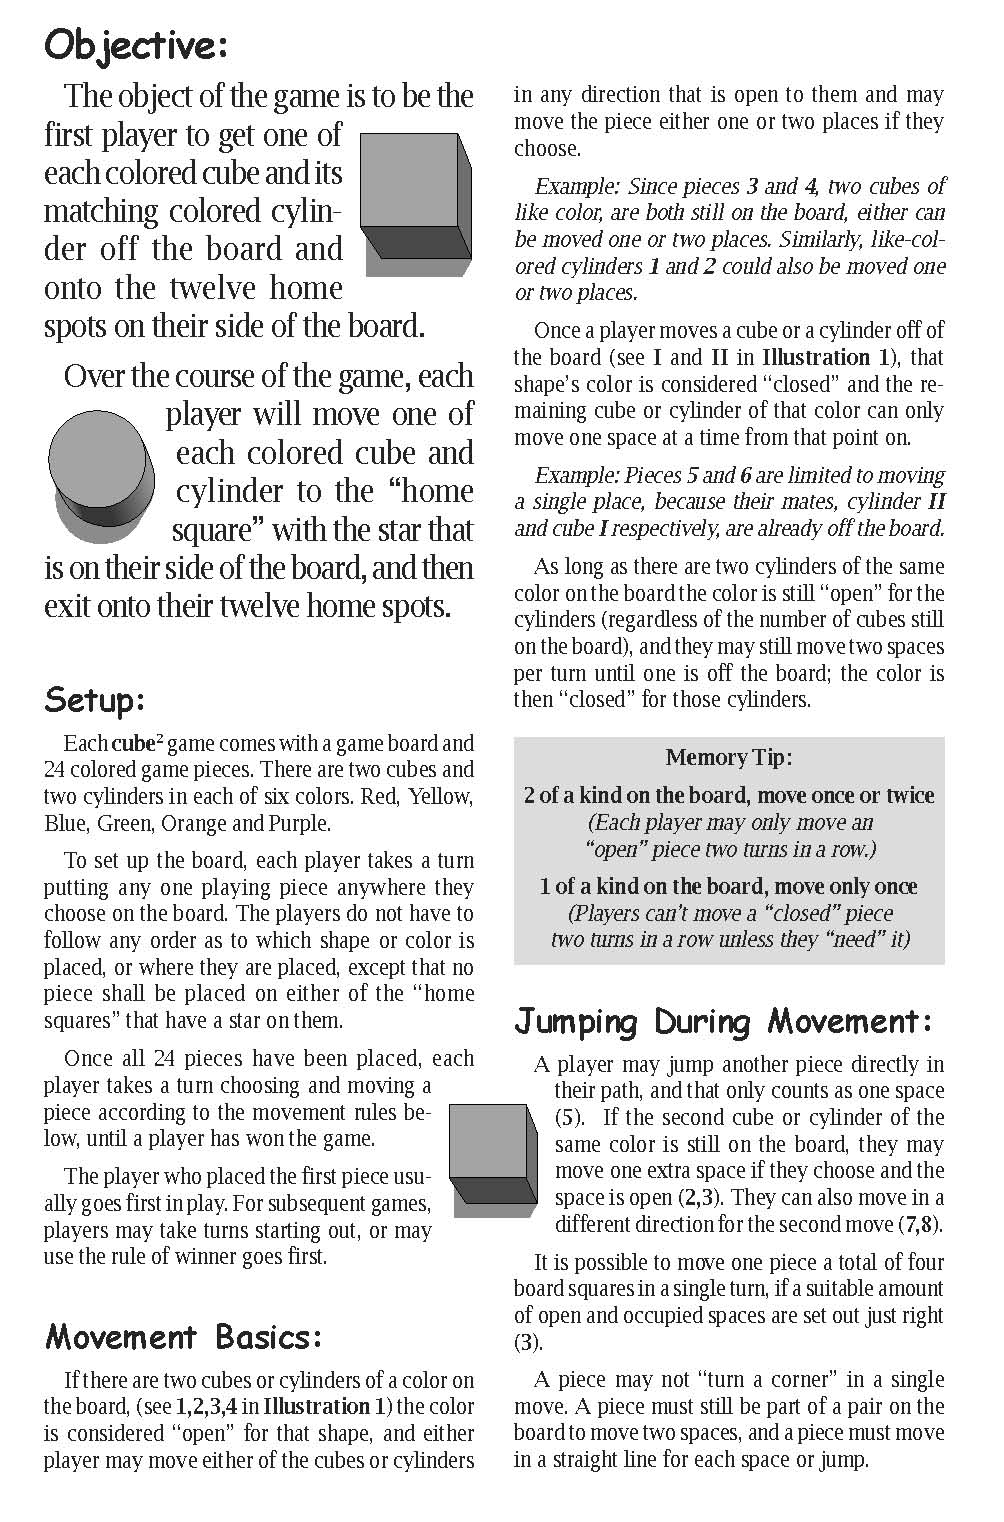 Objective:
The object of the game is to be the
first player to get one of
each colored cube and its
matching colored cylin-
der off the board and
onto the twelve home
spots on their side of the board.
Over the course of the game, each
player will move one of
each colored cube and
cylinder to the “home
square” with the star that
is on their side of the board, and then
exit onto their twelve home spots.
Setup:
Each cube² game comes with a game board and
24 colored game pieces. There are two cubes and
two cylinders in each of six colors. Red, Yellow,
Blue, Green, Orange and Purple.
To set up the board, each player takes a turn
putting any one playing piece anywhere they
choose on the board. The players do not have to
follow any order as to which shape or color is
placed, or where they are placed, except that no
piece shall be placed on either of the “home
squares” that have a star on them.
Once all 24 pieces have been placed, each
player takes a turn choosing and moving a
piece according to the movement rules be-
low, until a player has won the game.
The player who placed the first piece usu-
ally goes first in play. For subsequent games,
players may take turns starting out, or may
use the rule of winner goes first.
Movement Basics:
If there are two cubes or cylinders of a color on
the board, (see 1,2,3,4 in Illustration 1) the color
is considered “open” for that shape, and either
player may move either of the cubes or cylinders
in any direction that is open to them and may
move the piece either one or two places if they
choose.
Example: Since pieces 3 and 4, two cubes of
like color, are both still on the board, either can
be moved one or two places. Similarly, like-col-
ored cylinders 1 and 2 could also be moved one
or two places.
Once a player moves a cube or a cylinder off of
the board (see I and II in Illustration 1), that
shape’s color is considered “closed” and the re-
maining cube or cylinder of that color can only
move one space at a time from that point on.
Example: Pieces 5 and 6 are limited to moving
a single place, because their mates, cylinder II
and cube I respectively, are already off the board.
As long as there are two cylinders of the same
color on the board the color is still “open” for the
cylinders (regardless of the number of cubes still
on the board), and they may still move two spaces
per turn until one is off the board; the color is
then “closed” for those cylinders.
Memory Tip:
2 of a kind on the board, move once or twice
(Each player may only move an
“open” piece two turns in a row.)
1 of a kind on the board, move only once
(Players can’t move a “closed” piece
two turns in a row unless they “need” it)
Jumping During Movement:
A player may jump another piece directly in
their path, and that only counts as one space
(5). If the second cube or cylinder of the
same color is still on the board, they may
move one extra space if they choose and the
space is open (2,3). They can also move in a
different direction for the second move (7,8).
It is possible to move one piece a total of four
board squares in a single turn, if a suitable amount
of open and occupied spaces are set out just right
(3).
A piece may not “turn a corner” in a single
move. A piece must still be part of a pair on the
board to move two spaces, and a piece must move
in a straight line for each space or jump.